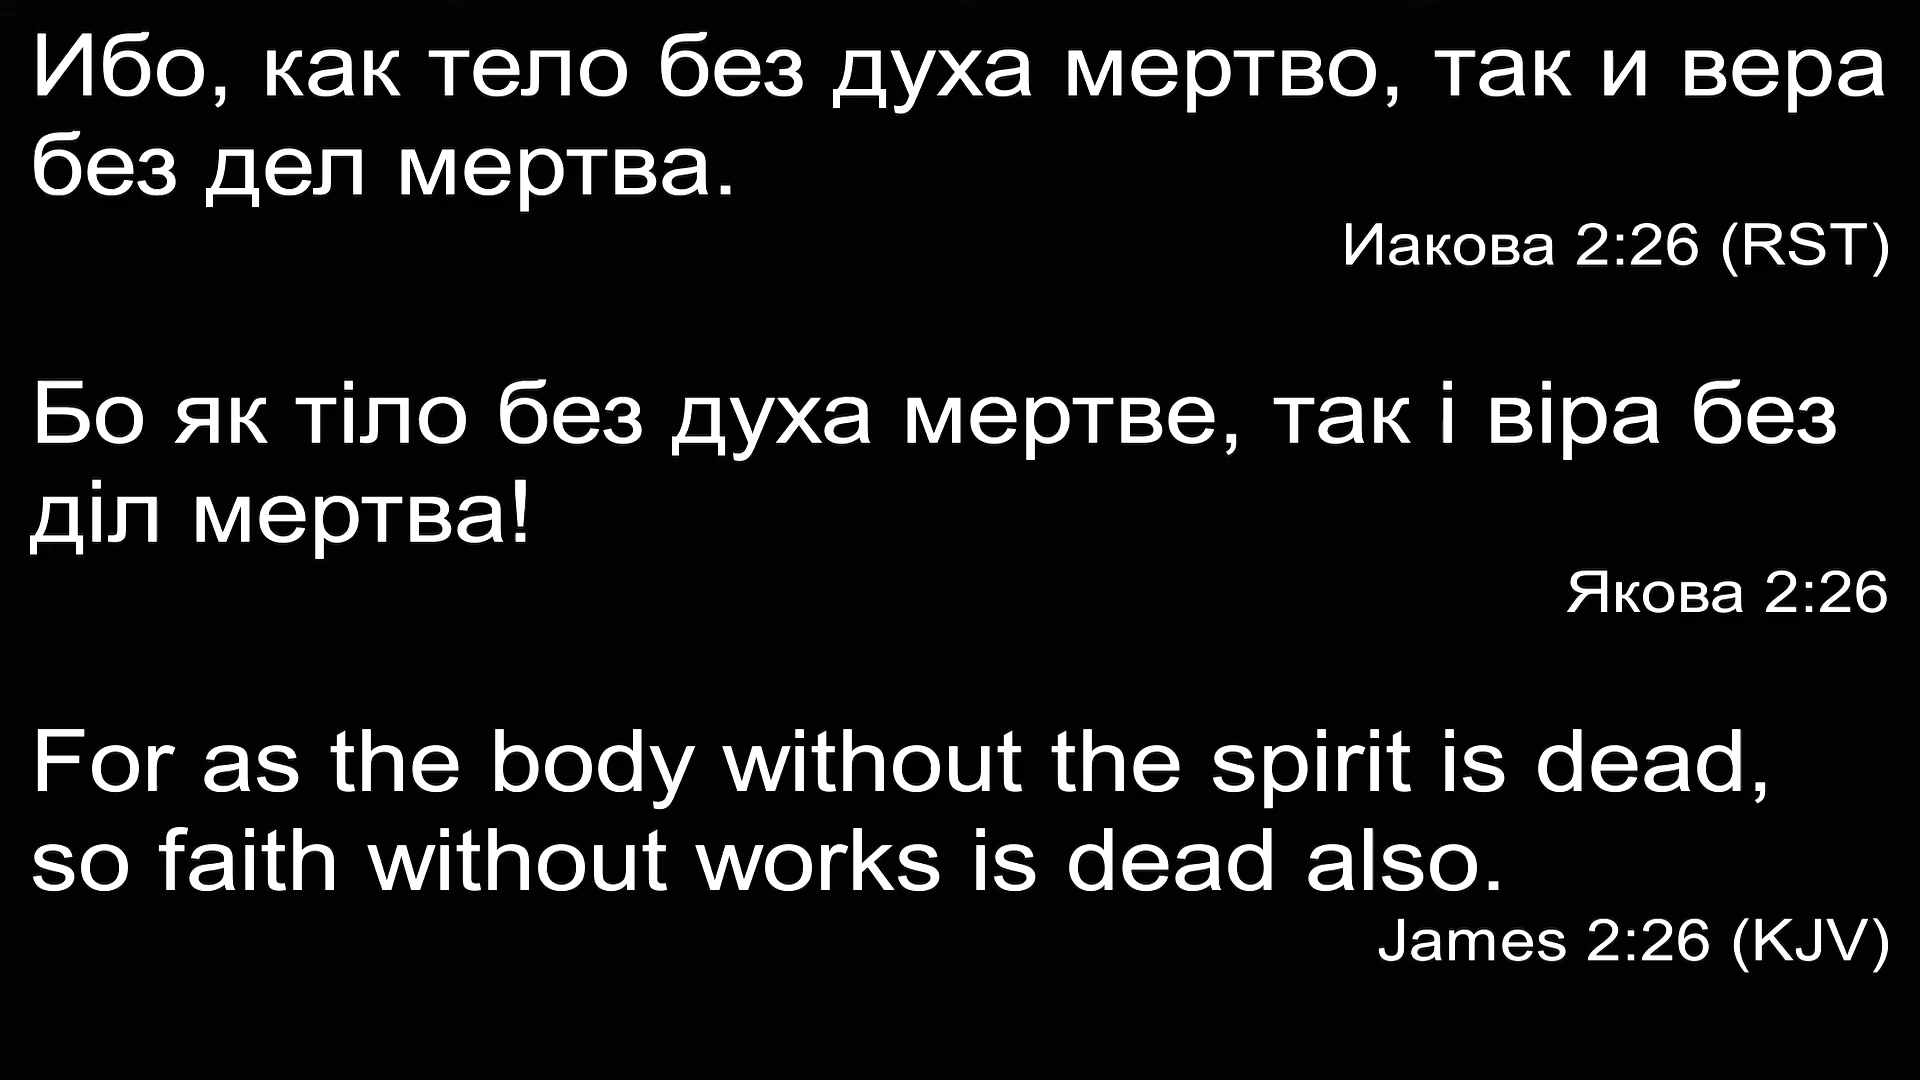 Ибо, как тело без духа мертво, так и вера
без дел мертва.
Иакова 2:26 (RST)
Бо як тіло без духа мертве, так і віра без
діл мертва!
Якова 2:26
For as the body without the spirit is dead,
so faith without works is dead also.
James 2:26 (KJV)